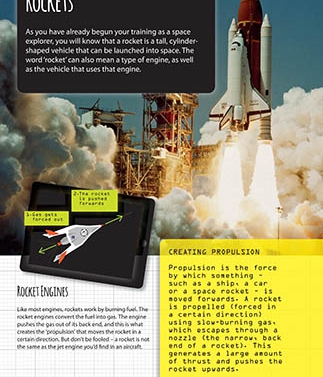 ROCKETS
As you have already begun your training as a space
explorer, you will know that a rocket is a tall, cylinder-
shaped vehicle that can be launched into space. The
word 'rocket' can also mean a type of engine, as well
as the vehicle that uses that engine.
2.The rocket
is pushed
forwards
1.Gas gets
forced out
ROCKET ENGINES
Like most engines, rockets work by burning fuel. The
rocket engines convert the fuel into gas. The engine
pushes the gas out of its back end, and this is what
creates the 'propulsion' that moves the rocket in a
certain direction. But don't be fooled – a rocket is not
the same as the jet engine you'd find in an aircraft.
CREATING PROPULSION
Propulsion is the force
by which something –
such as a ship, a car
or a space rocket – is
moved forwards. A rocket
is propelled (forced in
a certain direction)
using slow-burning gas,
which escapes through a
nozzle (the narrow, back
end of a rocket). This
generates a large amount
of thrust and pushes the
rocket upwards.